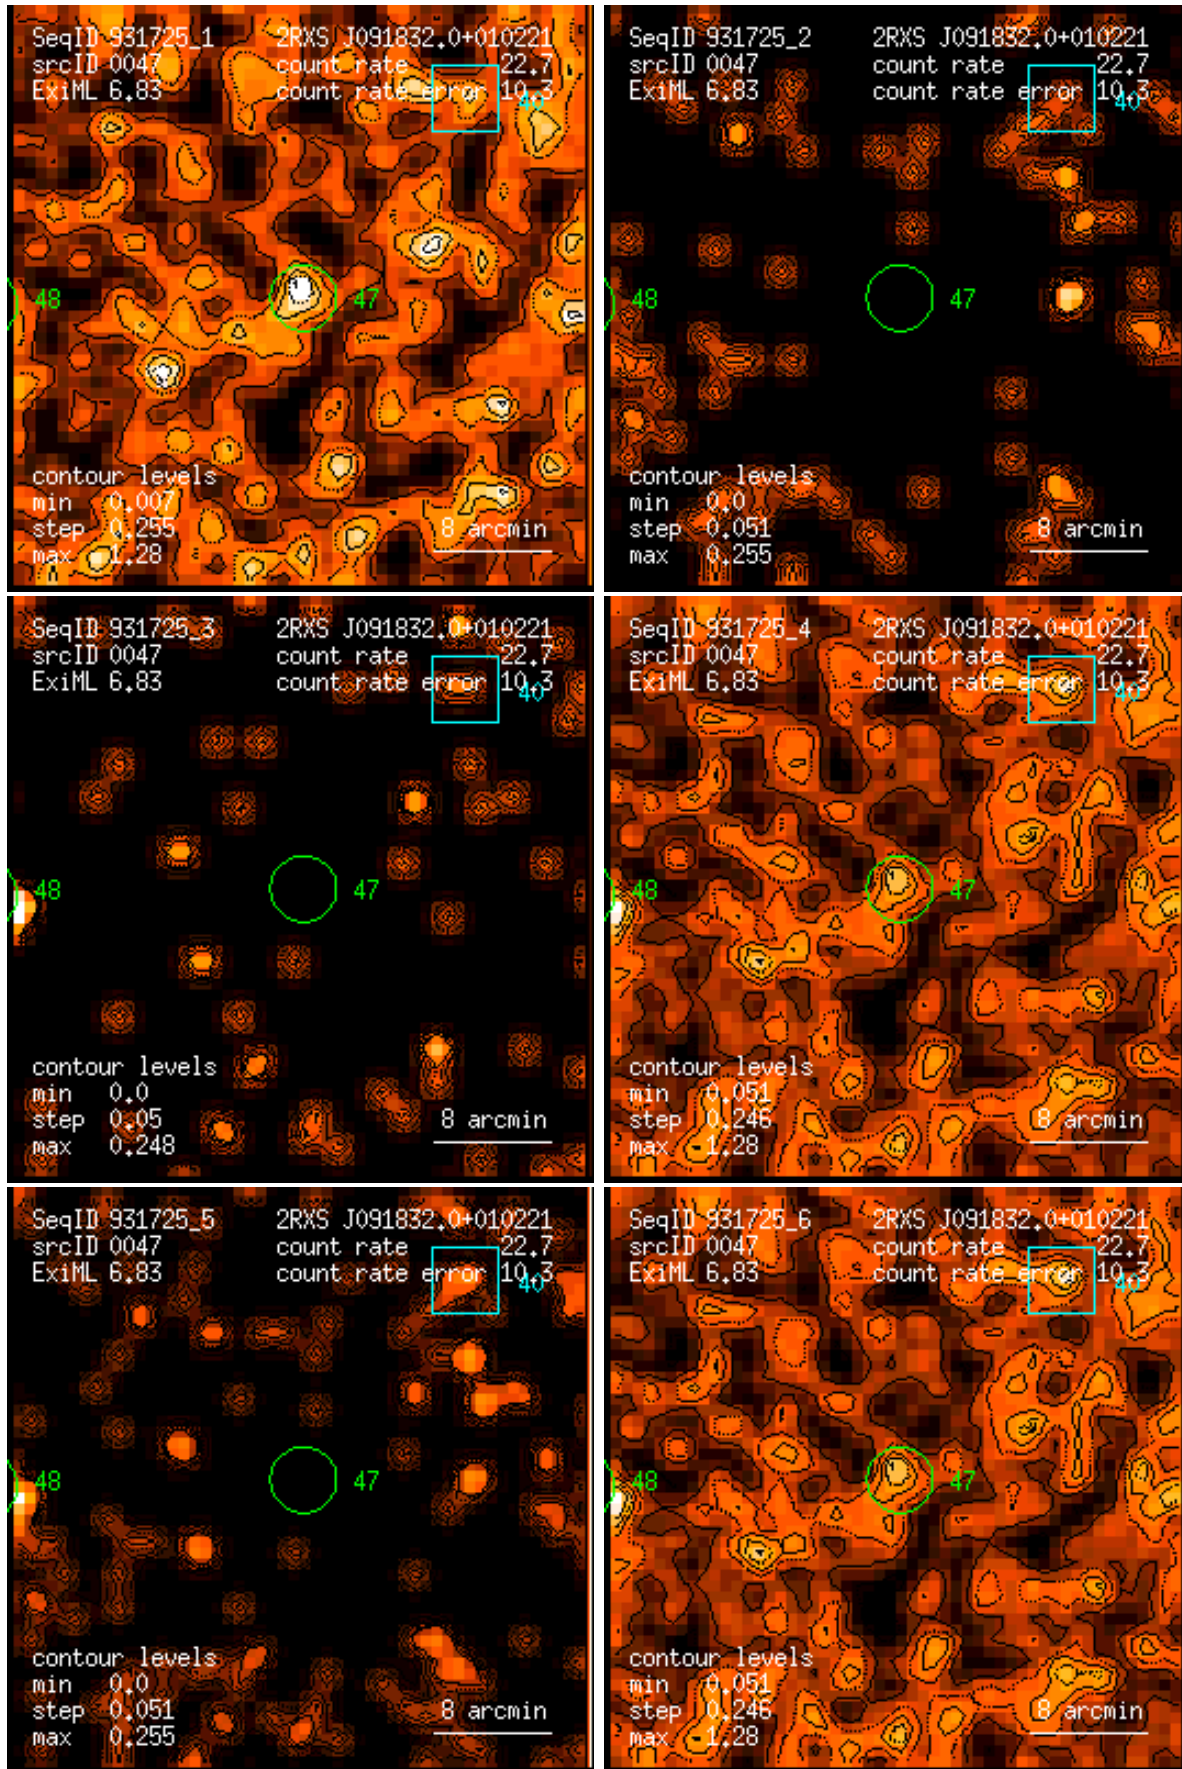 SeqID 931725_1 2RXS J091832.0+010221
srcID 0047 count rate 22.7
ExiML 6.83 count rate error 10.3
40
48 47
contour levels
min 0.007
step 0.255 8 arcmin
max 1.28
SeqID 931725_2 2RXS J091832.0+010221
srcID 0047 count rate 22.7
ExiML 6.83 count rate error 10.3
40
48 47
contour levels
min 0.0
step 0.051 8 arcmin
max 0.255
SeqID 931725_3 2RXS J091832.0+010221
srcID 0047 count rate 22.7
ExiML 6.83 count rate error 10.3
40
48 47
contour levels
min 0.0
step 0.05 8 arcmin
max 0.248
SeqID 931725_4 2RXS J091832.0+010221
srcID 0047 count rate 22.7
ExiML 6.83 count rate error 10.3
40
48 47
contour levels
min 0.051
step 0.246 8 arcmin
max 1.28
SeqID 931725_5 2RXS J091832.0+010221
srcID 0047 count rate 22.7
ExiML 6.83 count rate error 10.3
40
48 47
contour levels
min 0.0
step 0.051 8 arcmin
max 0.255
SeqID 931725_6 2RXS J091832.0+010221
srcID 0047 count rate 22.7
ExiML 6.83 count rate error 10.3
40
48 47
contour levels
min 0.051
step 0.246 8 arcmin
max 1.28